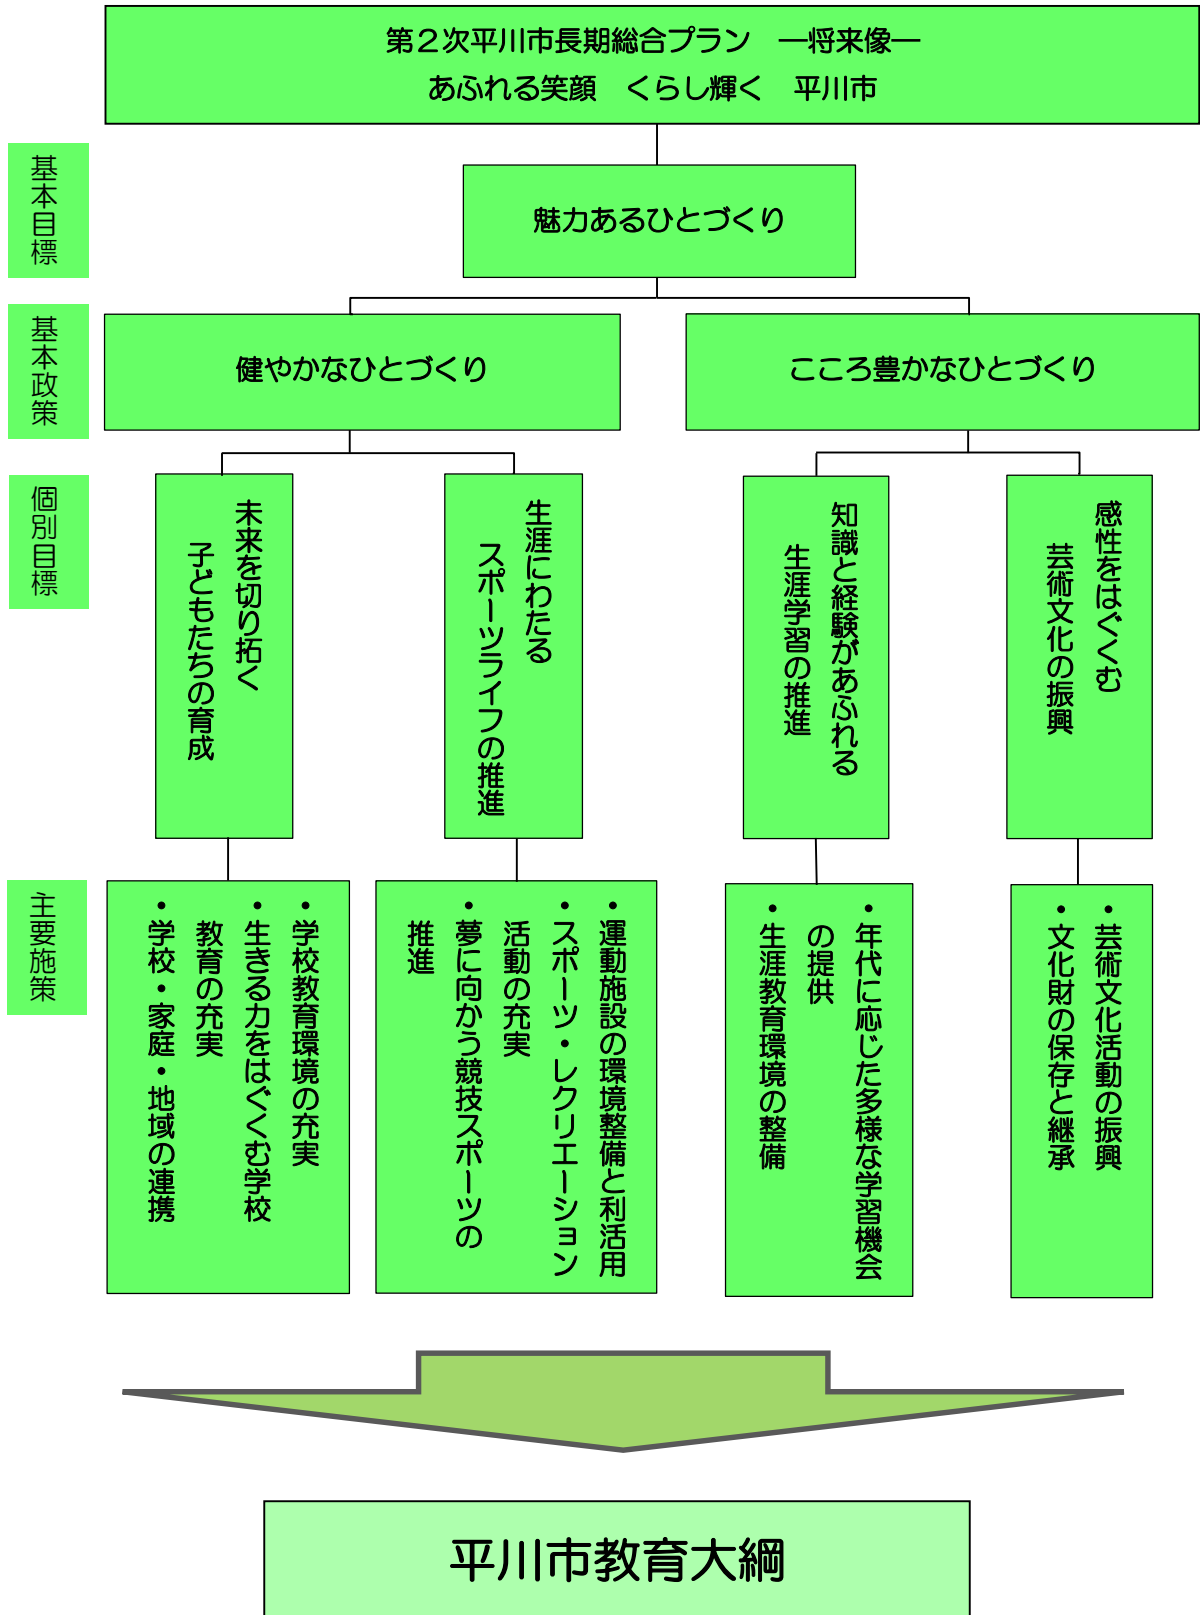 第２次平川市長期総合プラン　―将来像―
あふれる笑顔　くらし輝く　平川市
基本目標
魅力あるひとづくり
基本政策
健やかなひとづくり
こころ豊かなひとづくり
個別目標
未来を切り拓く
子どもたちの育成
生涯にわたる
スポーツライフの推進
知識と経験があふれる
生涯学習の推進
感性をはぐくむ
芸術文化の振興
主要施策
・学校教育環境の充実
・生きる力をはぐくむ学校
教育の充実
・学校・家庭・地域の連携
・運動施設の環境整備と利活用
・スポーツ・レクリエーション
活動の充実
・夢に向かう競技スポーツの
推進
・年代に応じた多様な学習機会
の提供
・生涯教育環境の整備
・芸術文化活動の振興
・文化財の保存と継承
平川市教育大綱